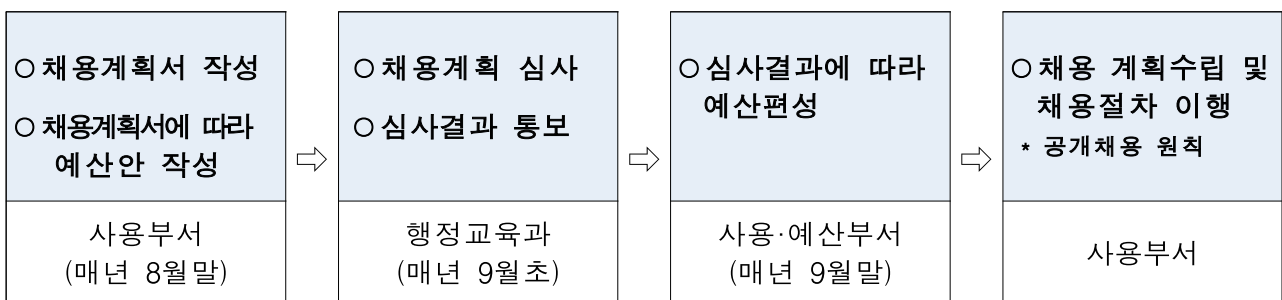 ○ 채용계획서 작성
○ 채용계획서에 따라
예산안 작성
사용부서
(매년 8월말)
⇨
○ 채용계획 심사
○ 심사결과 통보
행정교육과
(매년 9월초)
⇨
○ 심사결과에 따라
예산편성
사용·예산부서
(매년 9월말)
⇨
○ 채용 계획수립 및
채용절차 이행
* 공개채용 원칙
사용부서